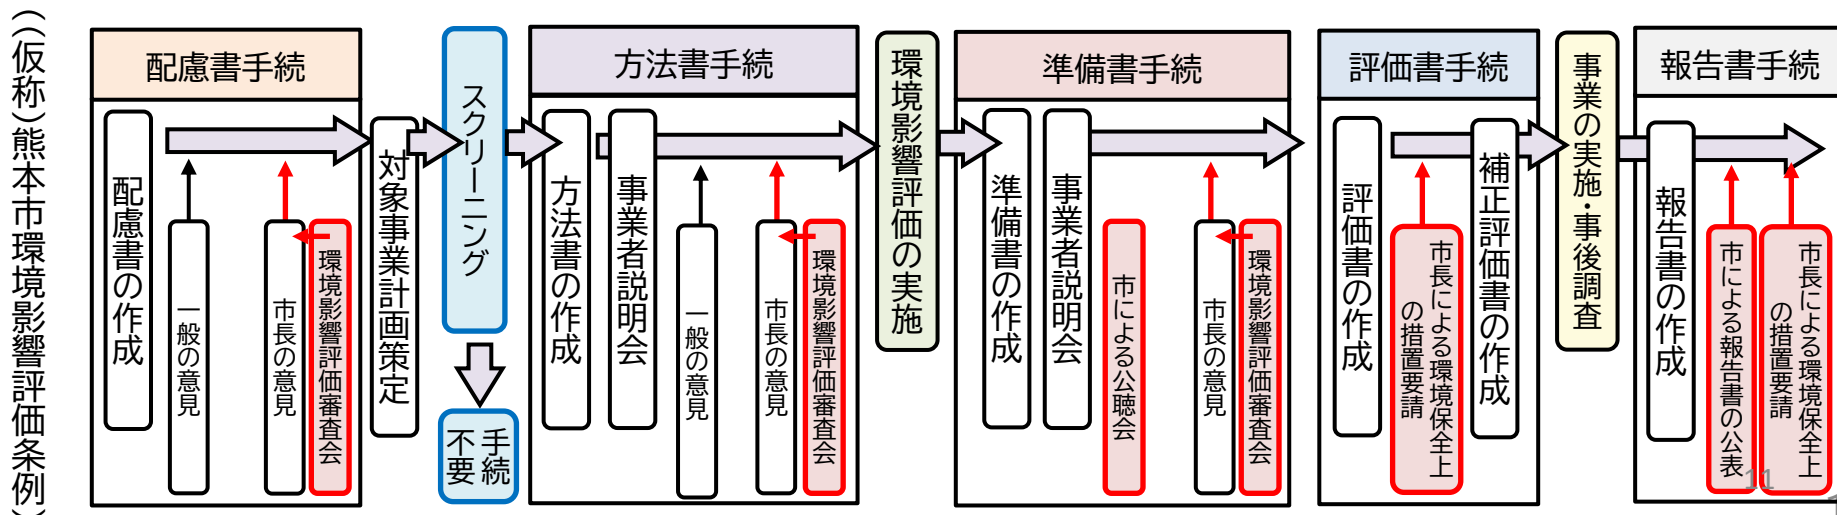 （（仮称）熊本市環境影響評価条例）
配慮書手続
配慮書の作成
一般の意見
市長の意見
環境影響評価審査会
対象事業計画策定
スクリーニング
手続
不要
方法書手続
方法書の作成
事業者説明会
一般の意見
市長の意見
環境影響評価審査会
環境影響評価の実施
準備書手続
準備書の作成
事業者説明会
市による公聴会
市長の意見
環境影響評価審査会
評価書手続
評価書の作成
市長による環境保全上
の措置要請
補正評価書の作成
事業の実施・事後調査
報告書手続
報告書の作成
市による報告書の公表
市長による環境保全上
の措置要請
11